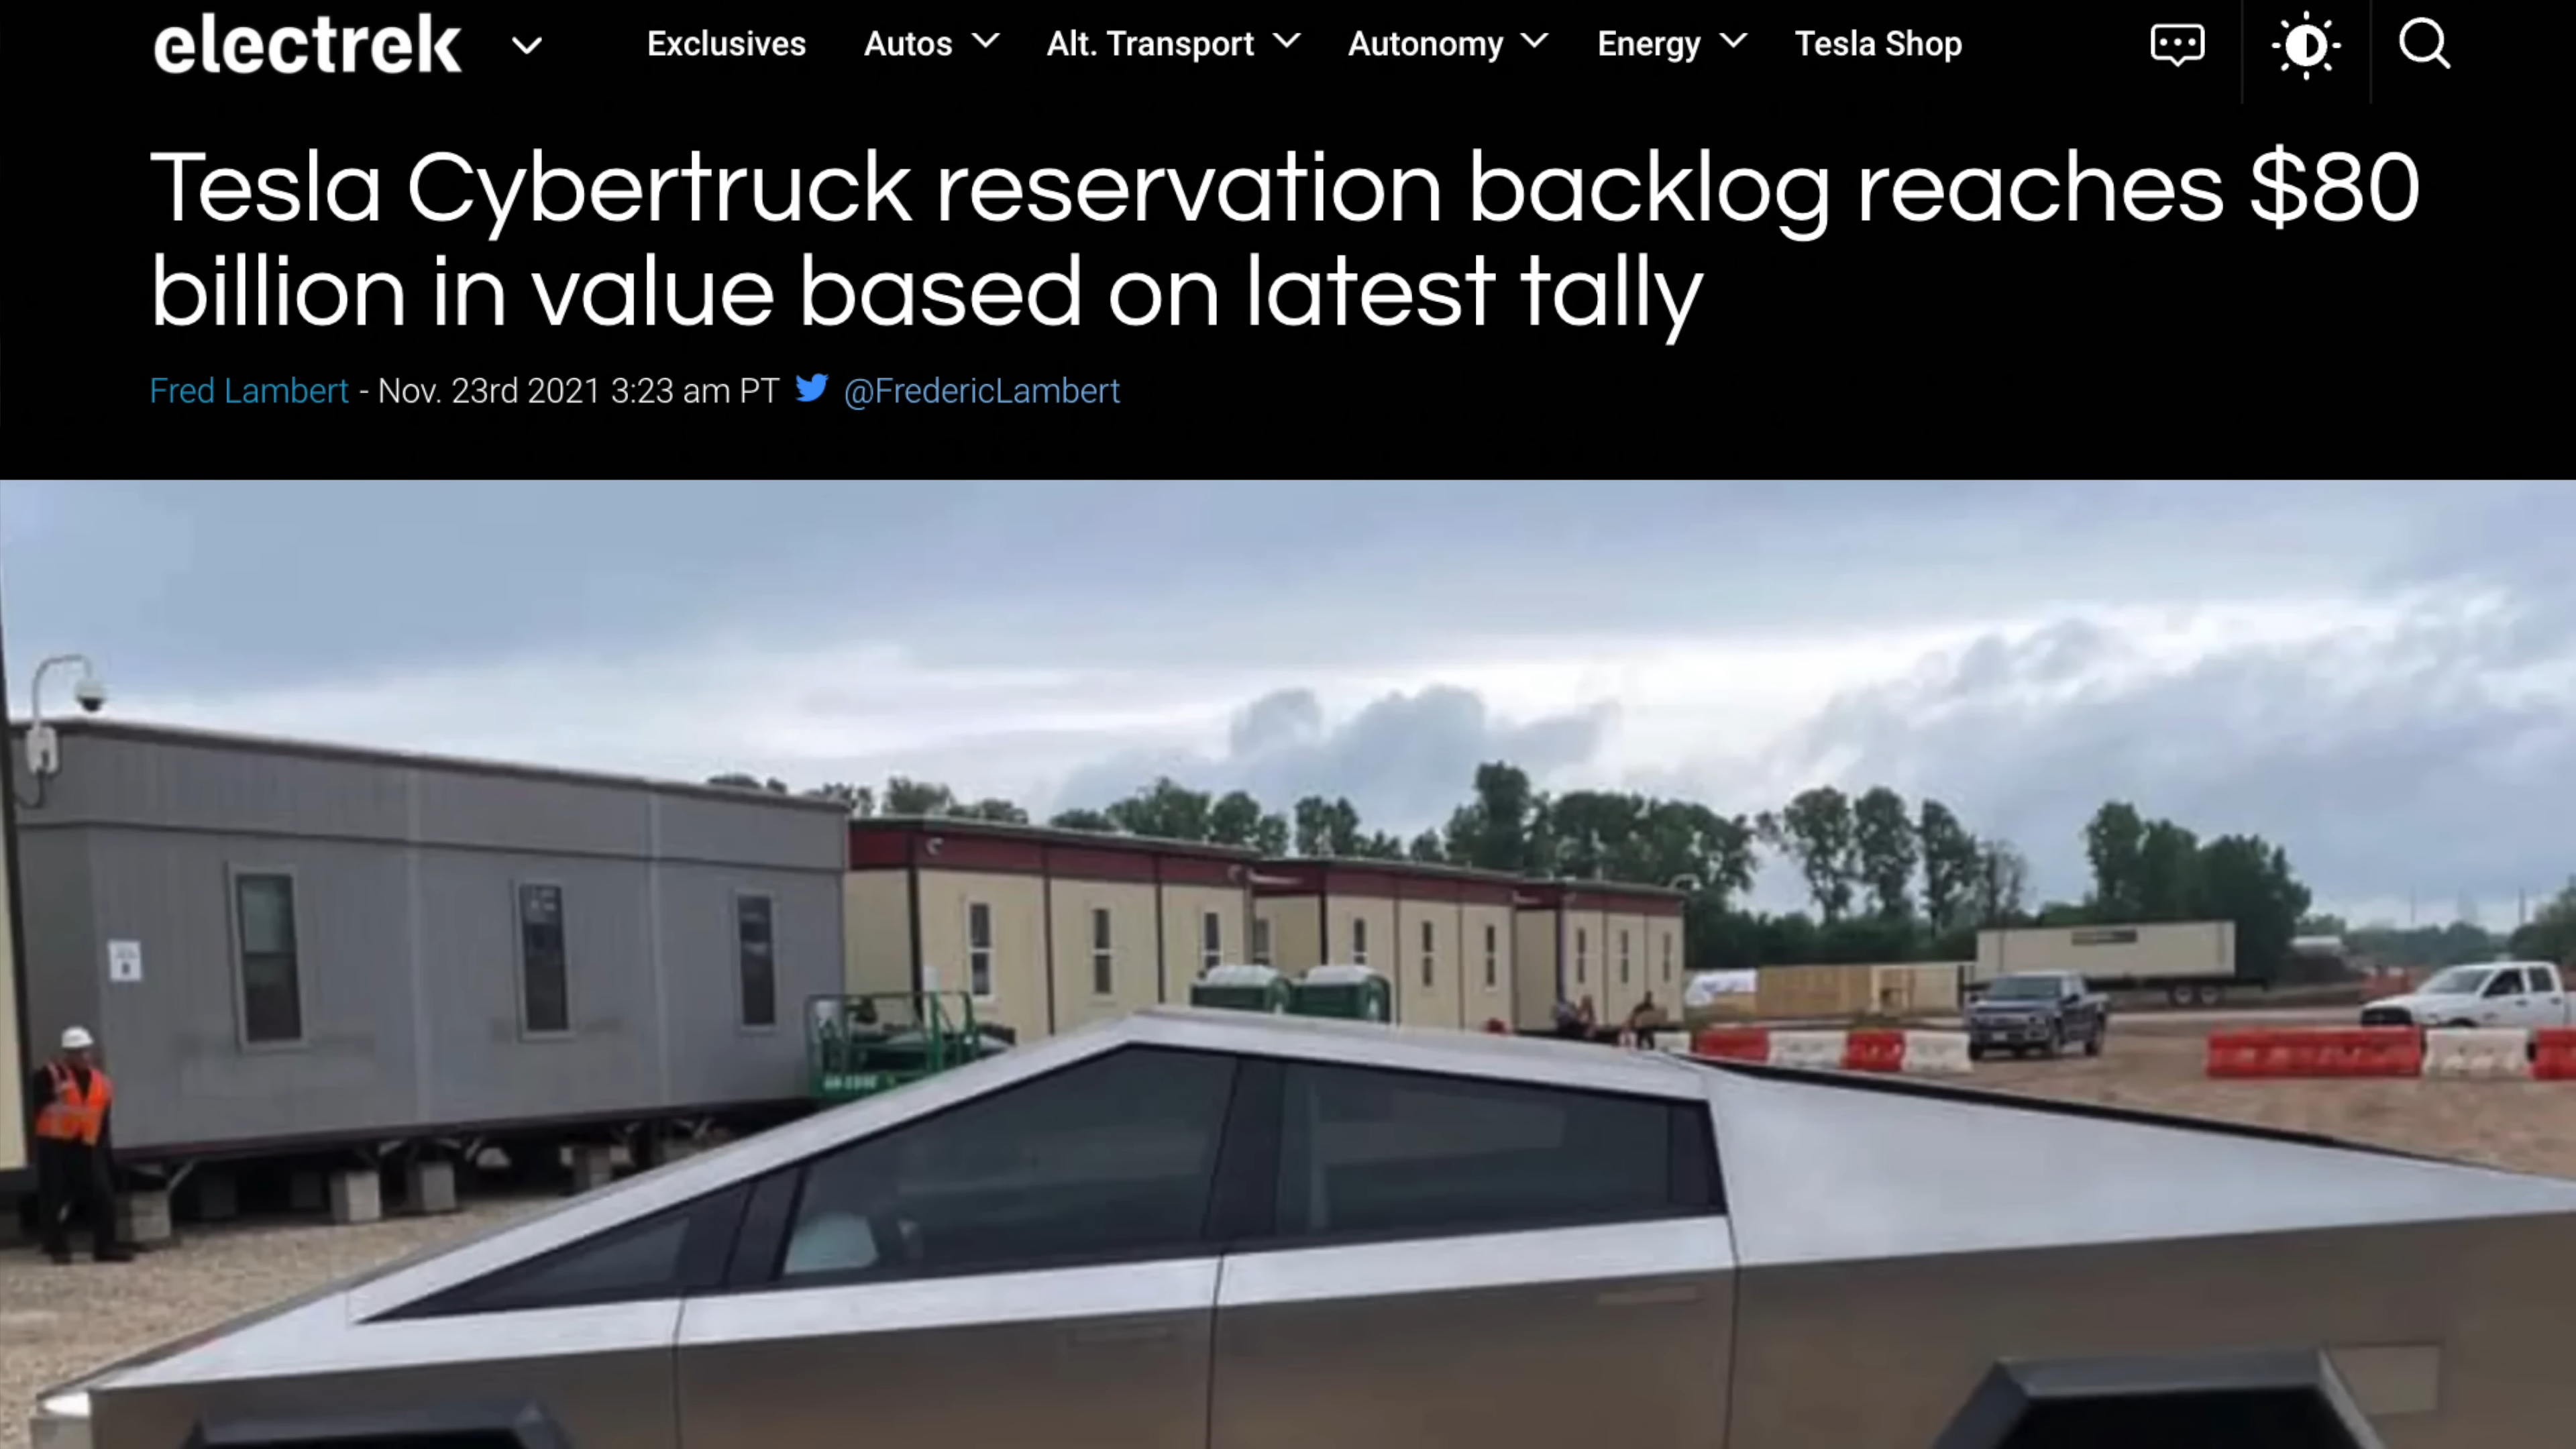 electrek Exclusives Autos Alt. Transport Autonomy Energy Tesla Shop
Tesla Cybertruck reservation backlog reaches $80
billion in value based on latest tally
Fred Lambert - Nov. 23rd 2021 3:23 am PT @FredericLambert